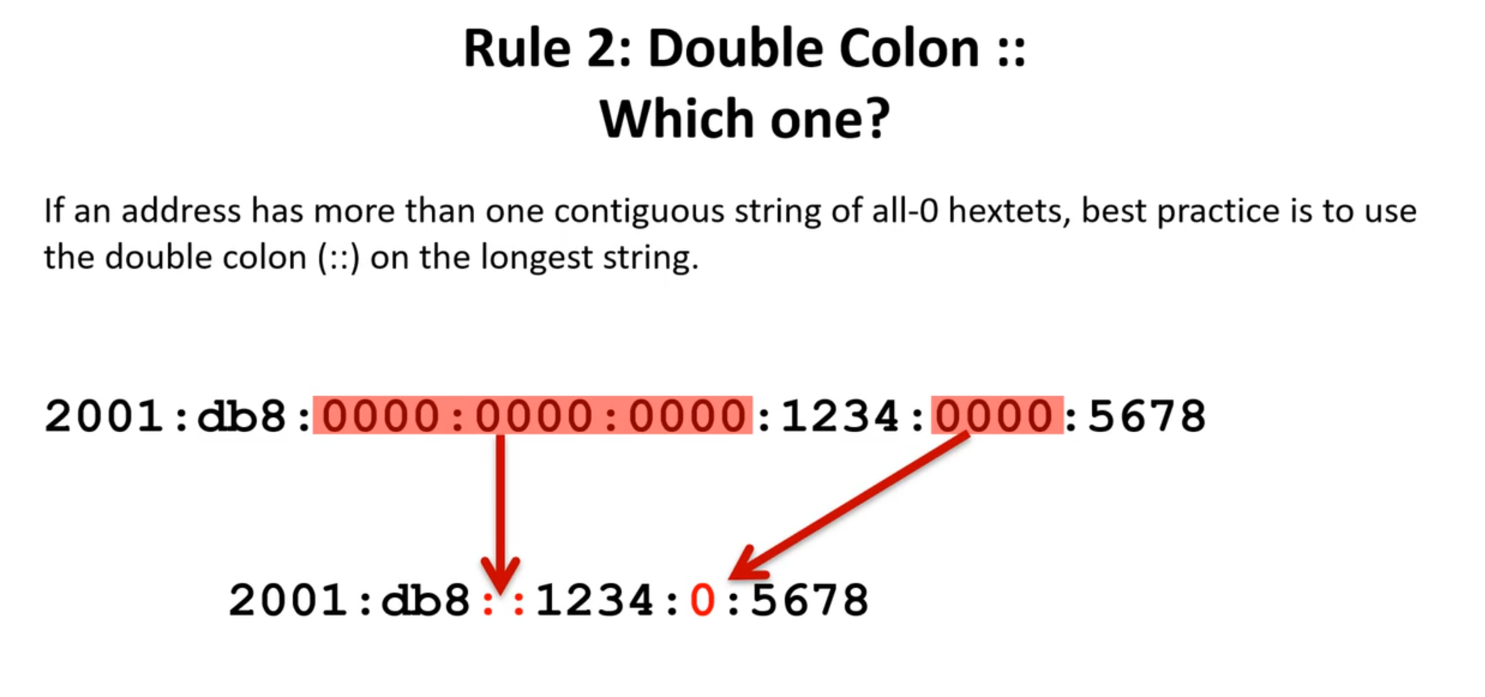 Rule 2: Double Colon ::
Which one?
If an address has more than one contiguous string of all-0 hextets, best practice is to use
the double colon (::) on the longest string.
2001:db8:0000:0000:0000:1234:0000:5678
2001:db8::1234:0:5678